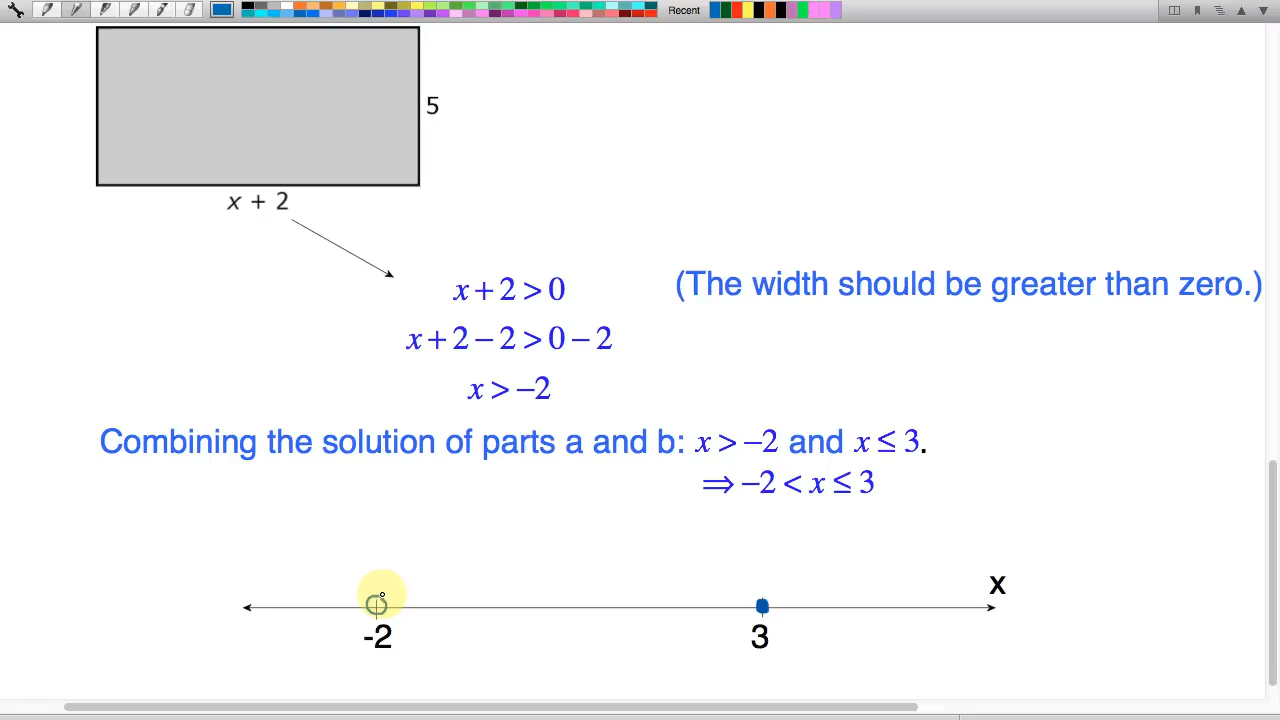 Recent
5
x + 2
x + 2 > 0 (The width should be greater than zero.)
x + 2 − 2 > 0 − 2
x > −2
Combining the solution of parts a and b: x > −2 and x ≤ 3.
⇒ −2 < x ≤ 3
x
-2 3